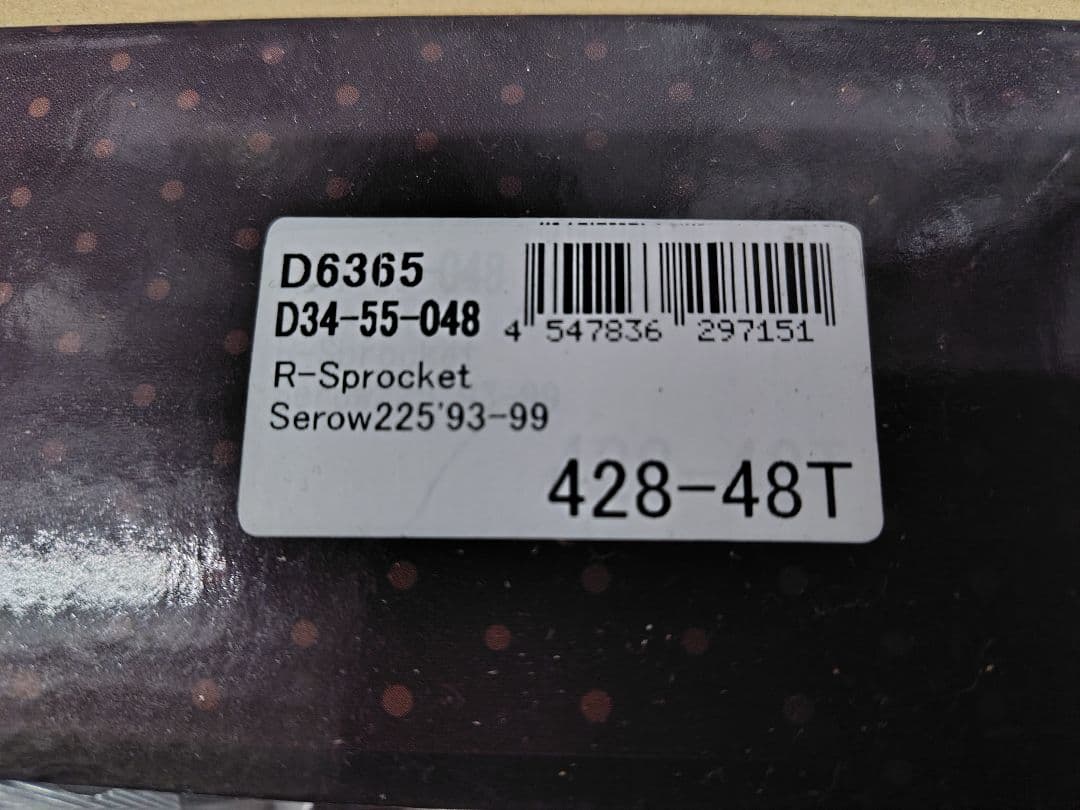 D6365
D34-55-048
4 547836 297151
R-Sprocket
Serow225'93-99
428-48T